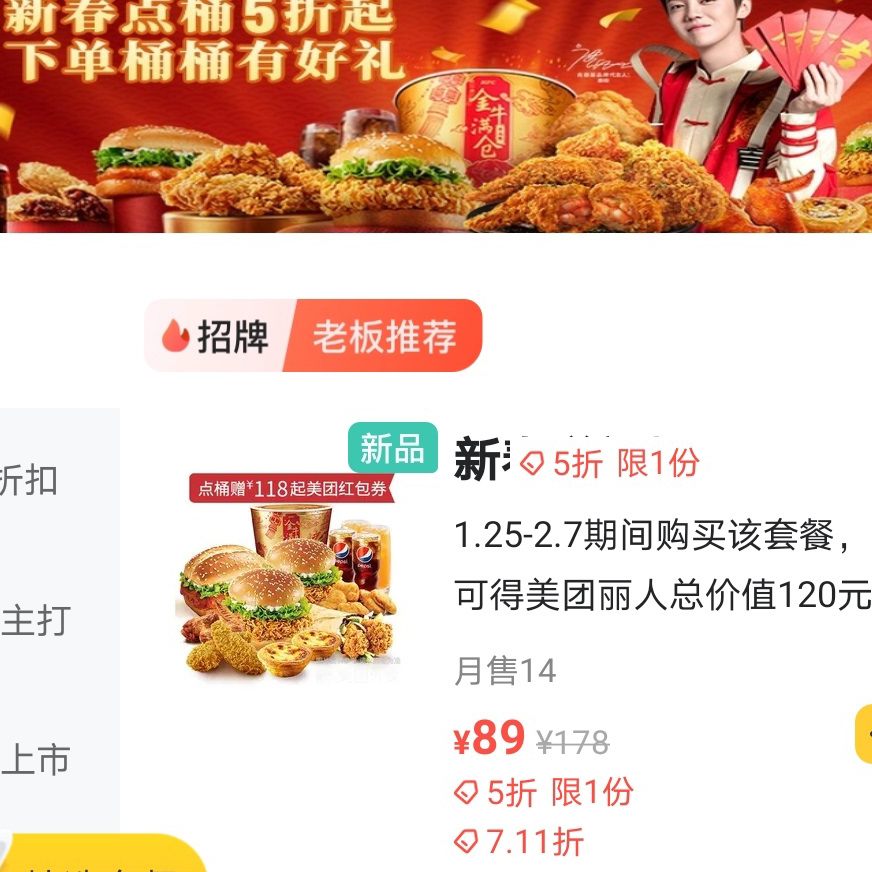 新春点桶5折起
下单桶桶有好礼
KFC
金牛
满仓
招牌 老板推荐
新品
新
5折 限1份
点桶赠¥118起美团红包券
pepsi
折扣
1.25-2.7期间购买该套餐，
可得美团丽人总价值120元
主打
月售14
¥89 ¥178
上市
5折 限1份
7.11折